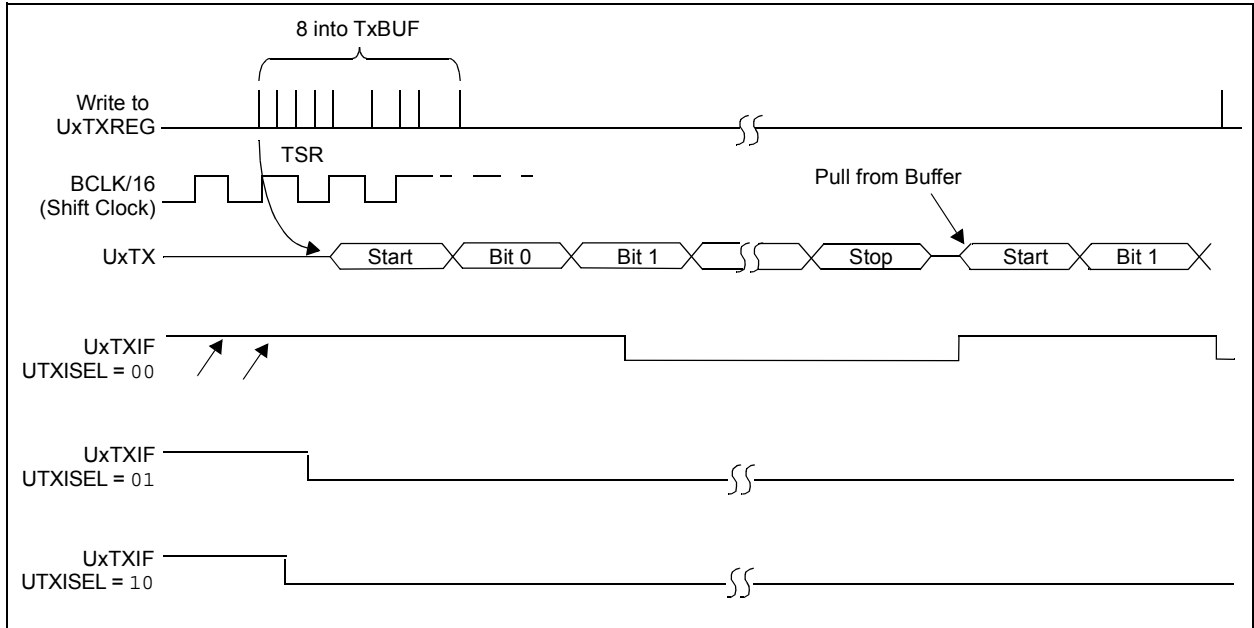 8 into TxBUF
Write to
UxTXREG
TSR
BCLK/16
(Shift Clock)
Pull from Buffer
UxTX
Start
Bit 0
Bit 1
Stop
Start
Bit 1
UxTXIF
UTXISEL = 00
UxTXIF
UTXISEL = 01
UxTXIF
UTXISEL = 10